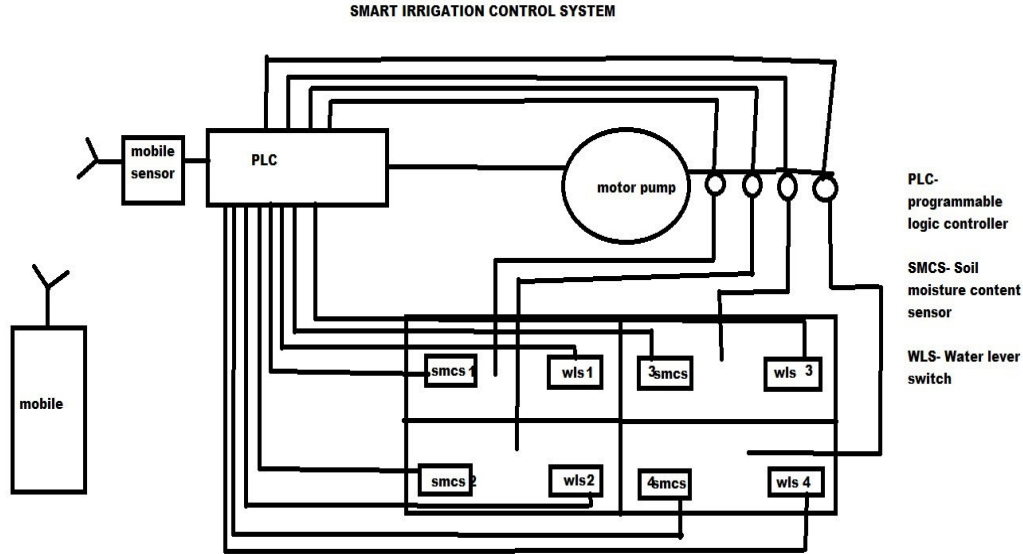 SMART IRRIGATION CONTROL SYSTEM
mobile
sensor
PLC
motor pump
PLC-
programmable
logic controller
SMCS- Soil
moisture content
sensor
WLS- Water lever
switch
mobile
smcs 1
wls 1
3smcs
wls 3
smcs 2
wls2
4smcs
wls 4